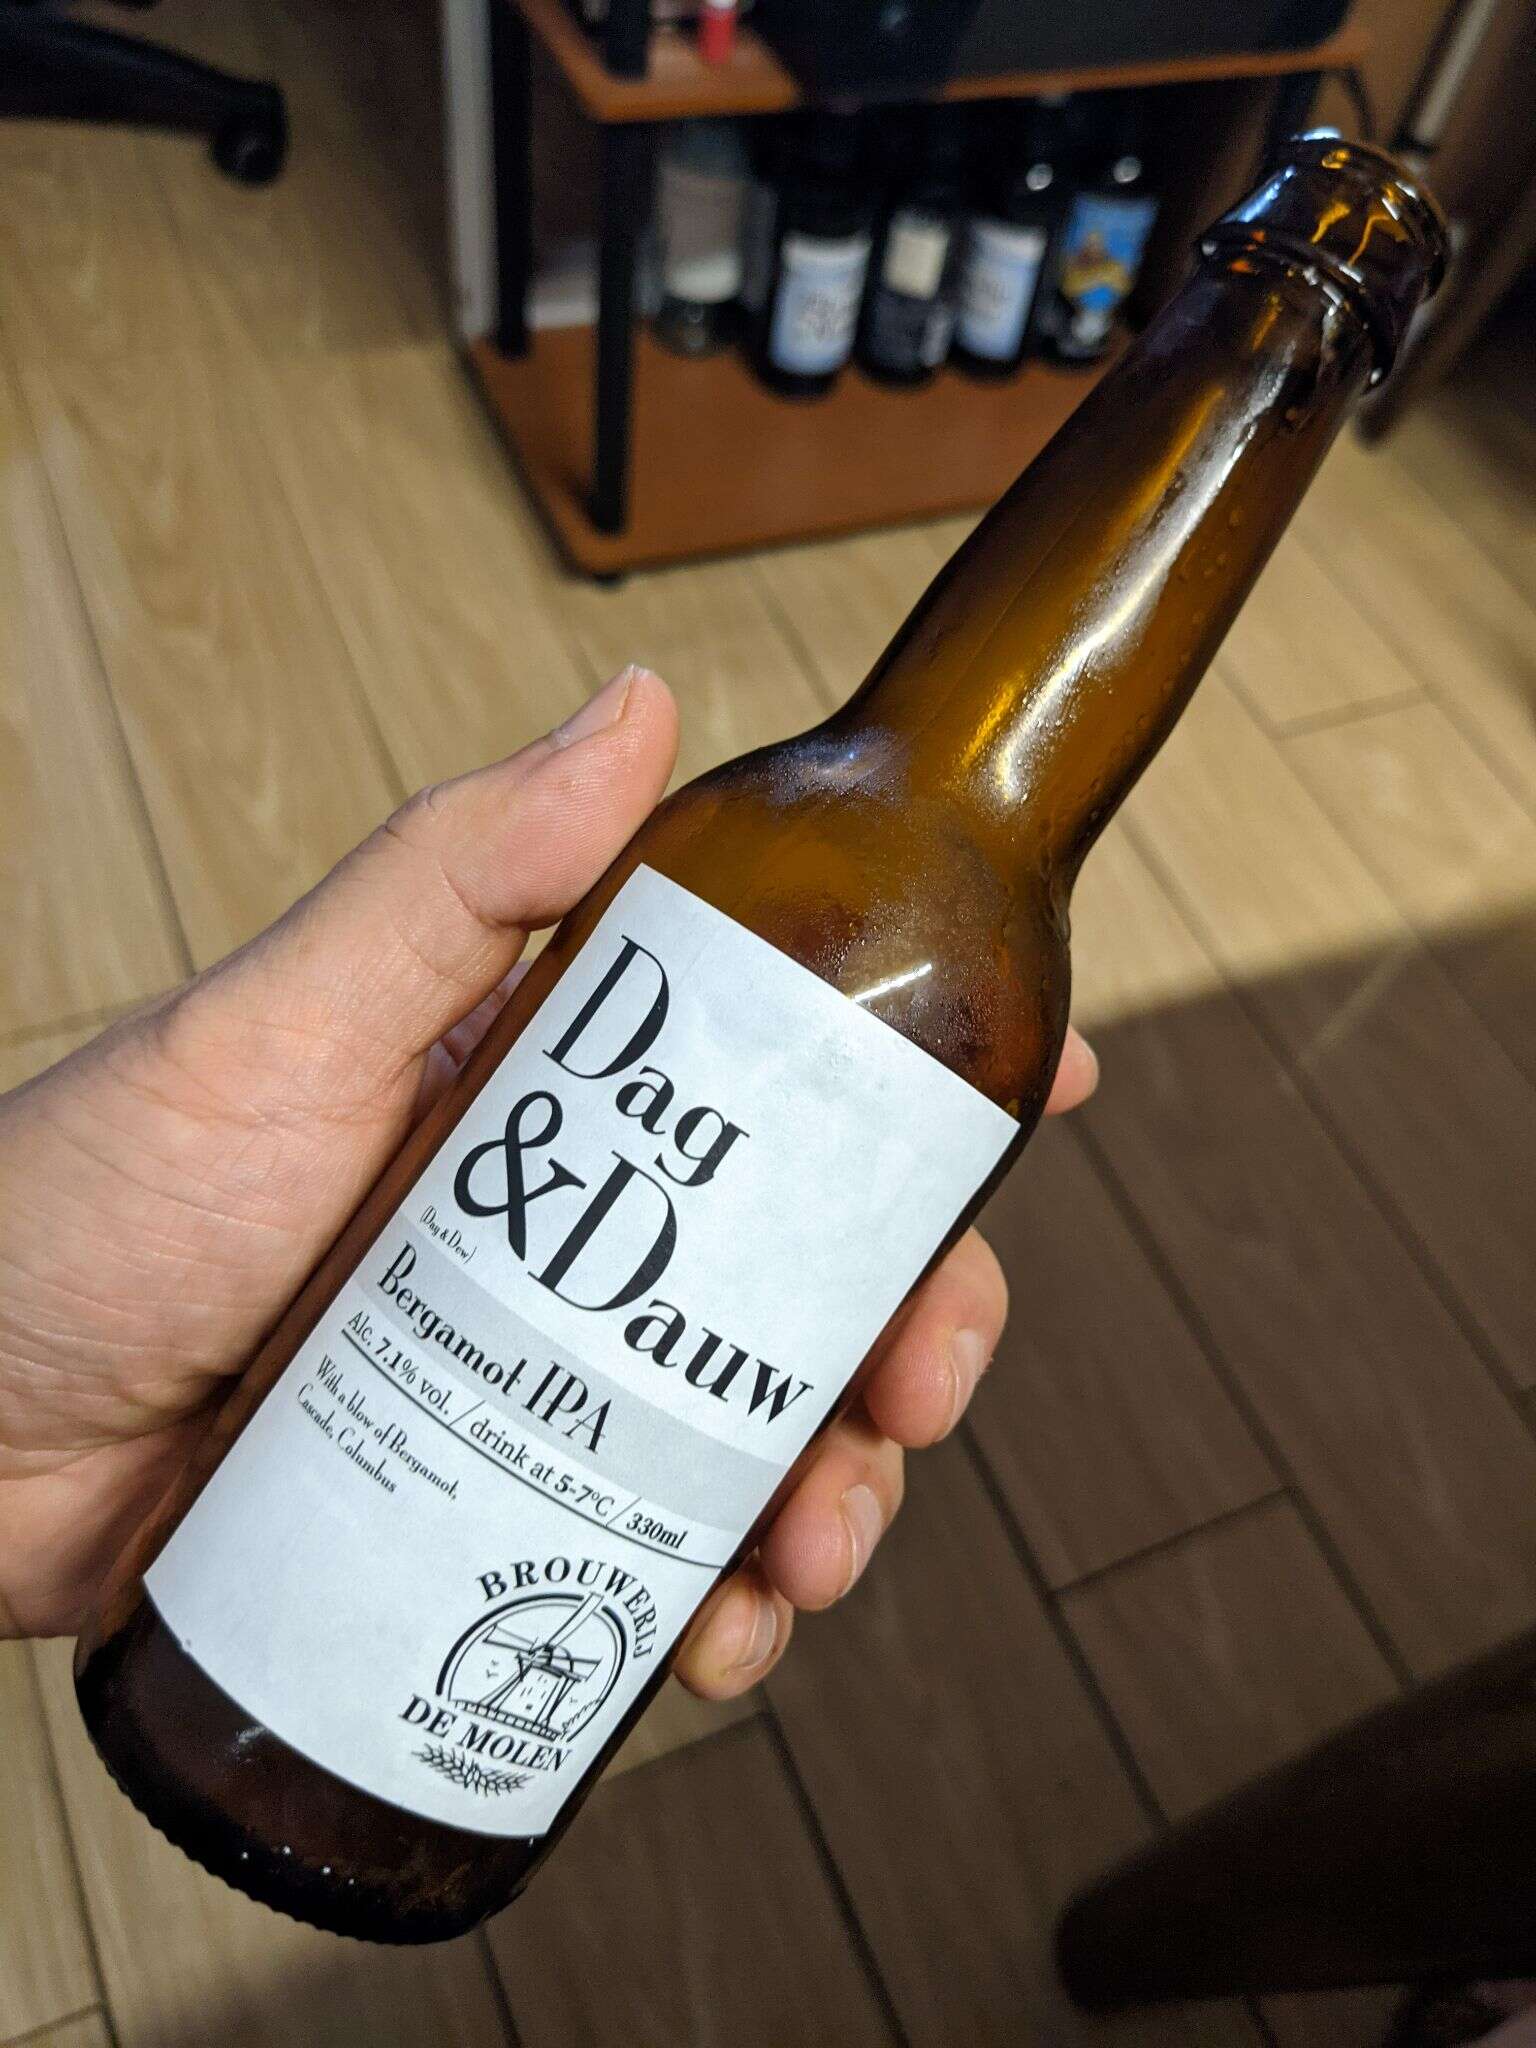 Dag
&Dauw
(Day & Dew)
Bergamot IPA
Alc. 7.1% vol. / drink at 5-7°C / 330ml
With a blow of Bergamot,
Cascade, Columbus
BROUWERIJ
DE MOLEN